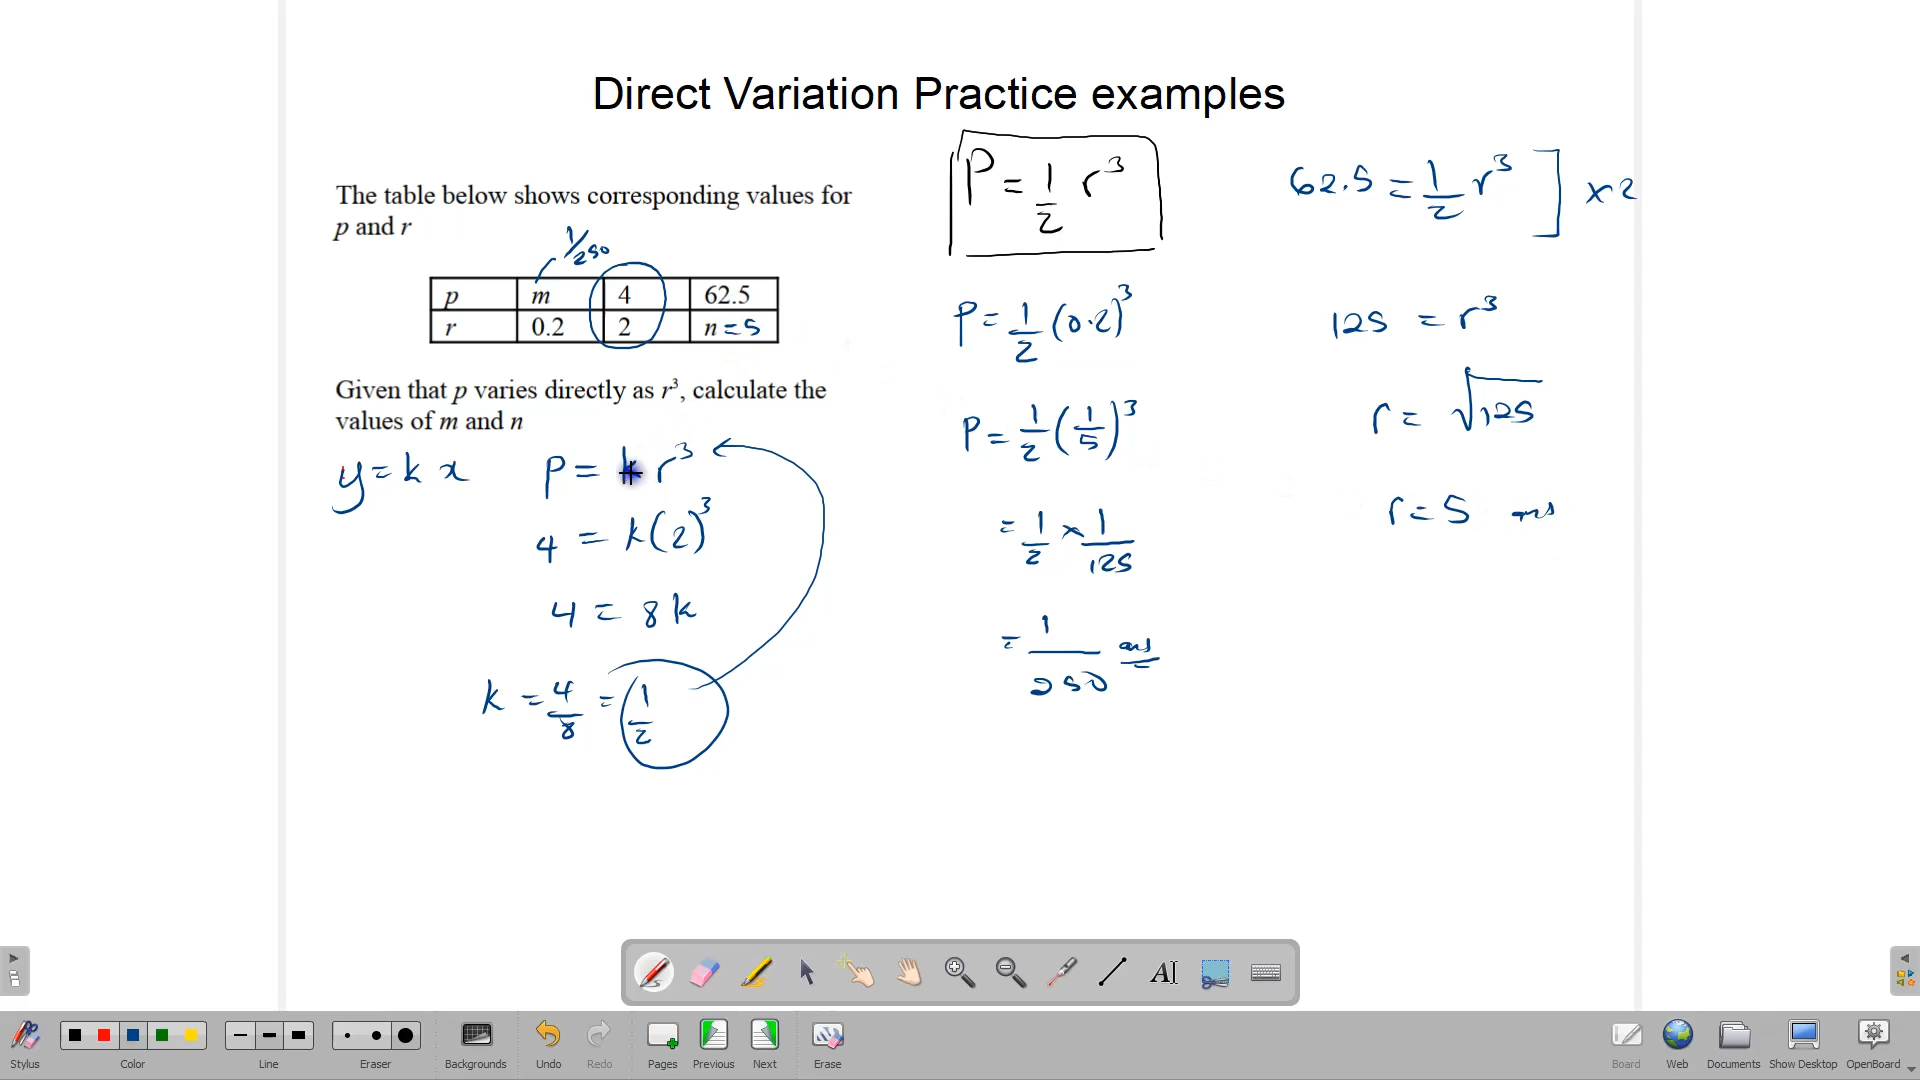 Direct Variation Practice examples
The table below shows corresponding values for
p and r
1/250
p m 4 62.5
r 0.2 2 n = 5
Given that p varies directly as r³, calculate the
values of m and n
y = k x
P = k r³
4 = k(2)³
4 = 8k
k = 4/8 = 1/2
P = 1/2 r³
P = 1/2 (0.2)³
P = 1/2 (1/5)³
= 1/2 × 1/125
= 1/250 ans
62.5 = 1/2 r³ ] × 2
125 = r³
r = √125
r = 5 ans
Stylus Color Line Eraser Backgrounds Undo Redo Pages Previous Next Erase Board Web Documents Show Desktop OpenBoard